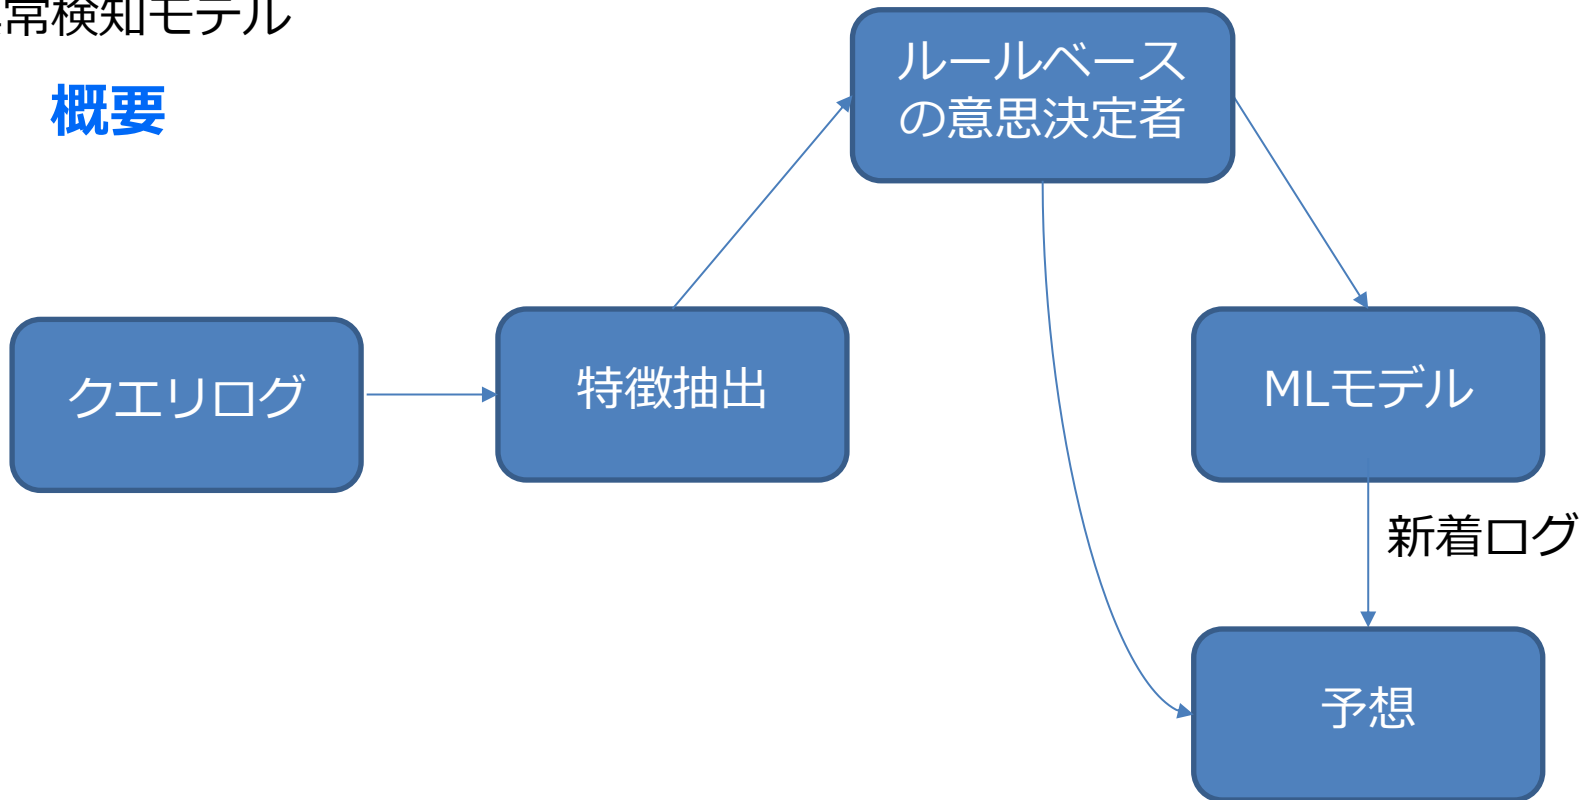 常検知モデル
概要
ルールベース
の意思決定者
クエリログ
特徴抽出
MLモデル
新着ログ
予想